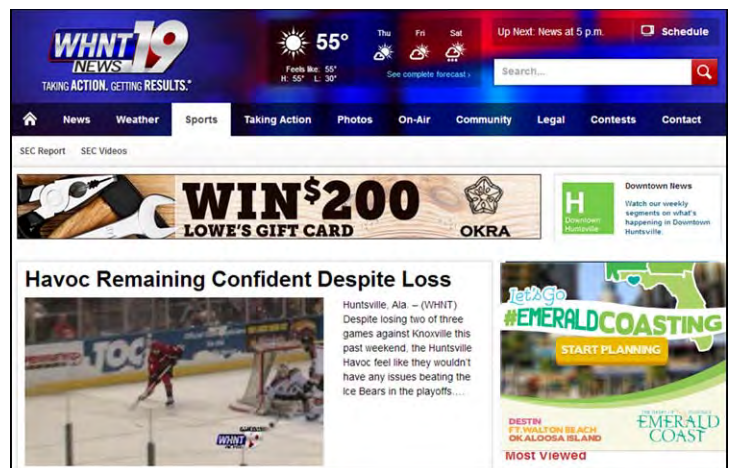 WHNT 19
NEWS
TAKING ACTION. GETTING RESULTS.®
55°
Feels like: 55°
H: 55° L: 30°
Thu Fri Sat
See complete forecast ›
Up Next: News at 5 p.m.
Schedule
Search...
News Weather Sports Taking Action Photos On-Air Community Legal Contests Contact
SEC Report SEC Videos
WIN $200
LOWE'S GIFT CARD
OKRA
H
Downtown
Huntsville
Downtown News
Watch our weekly
segments on what's
happening in Downtown
Huntsville.
Havoc Remaining Confident Despite Loss
TOC
WHNT
Huntsville, Ala. – (WHNT)
Despite losing two of three
games against Knoxville this
past weekend, the Huntsville
Havoc feel like they wouldn't
have any issues beating the
Ice Bears in the playoffs....
Let's Go
#EMERALDCOASTING
START PLANNING
DESTIN
FT. WALTON BEACH
OKALOOSA ISLAND
EMERALD
COAST
Most Viewed